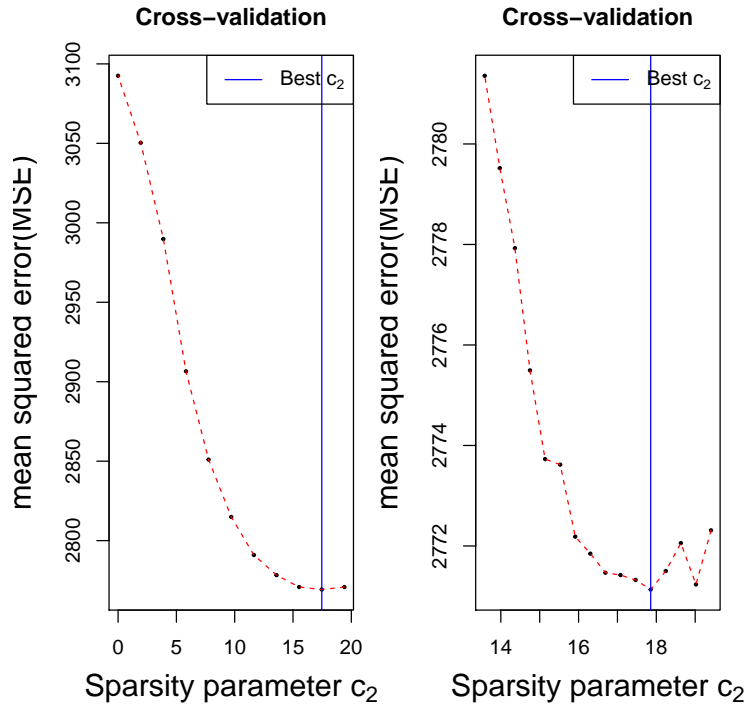 Cross−validation
mean squared error(MSE)
3100
3050
3000
2950
2900
2850
2800
Best c2
0 5 10 15 20
Sparsity parameter c2
Cross−validation
mean squared error(MSE)
2780
2778
2776
2774
2772
Best c2
14 16 18
Sparsity parameter c2